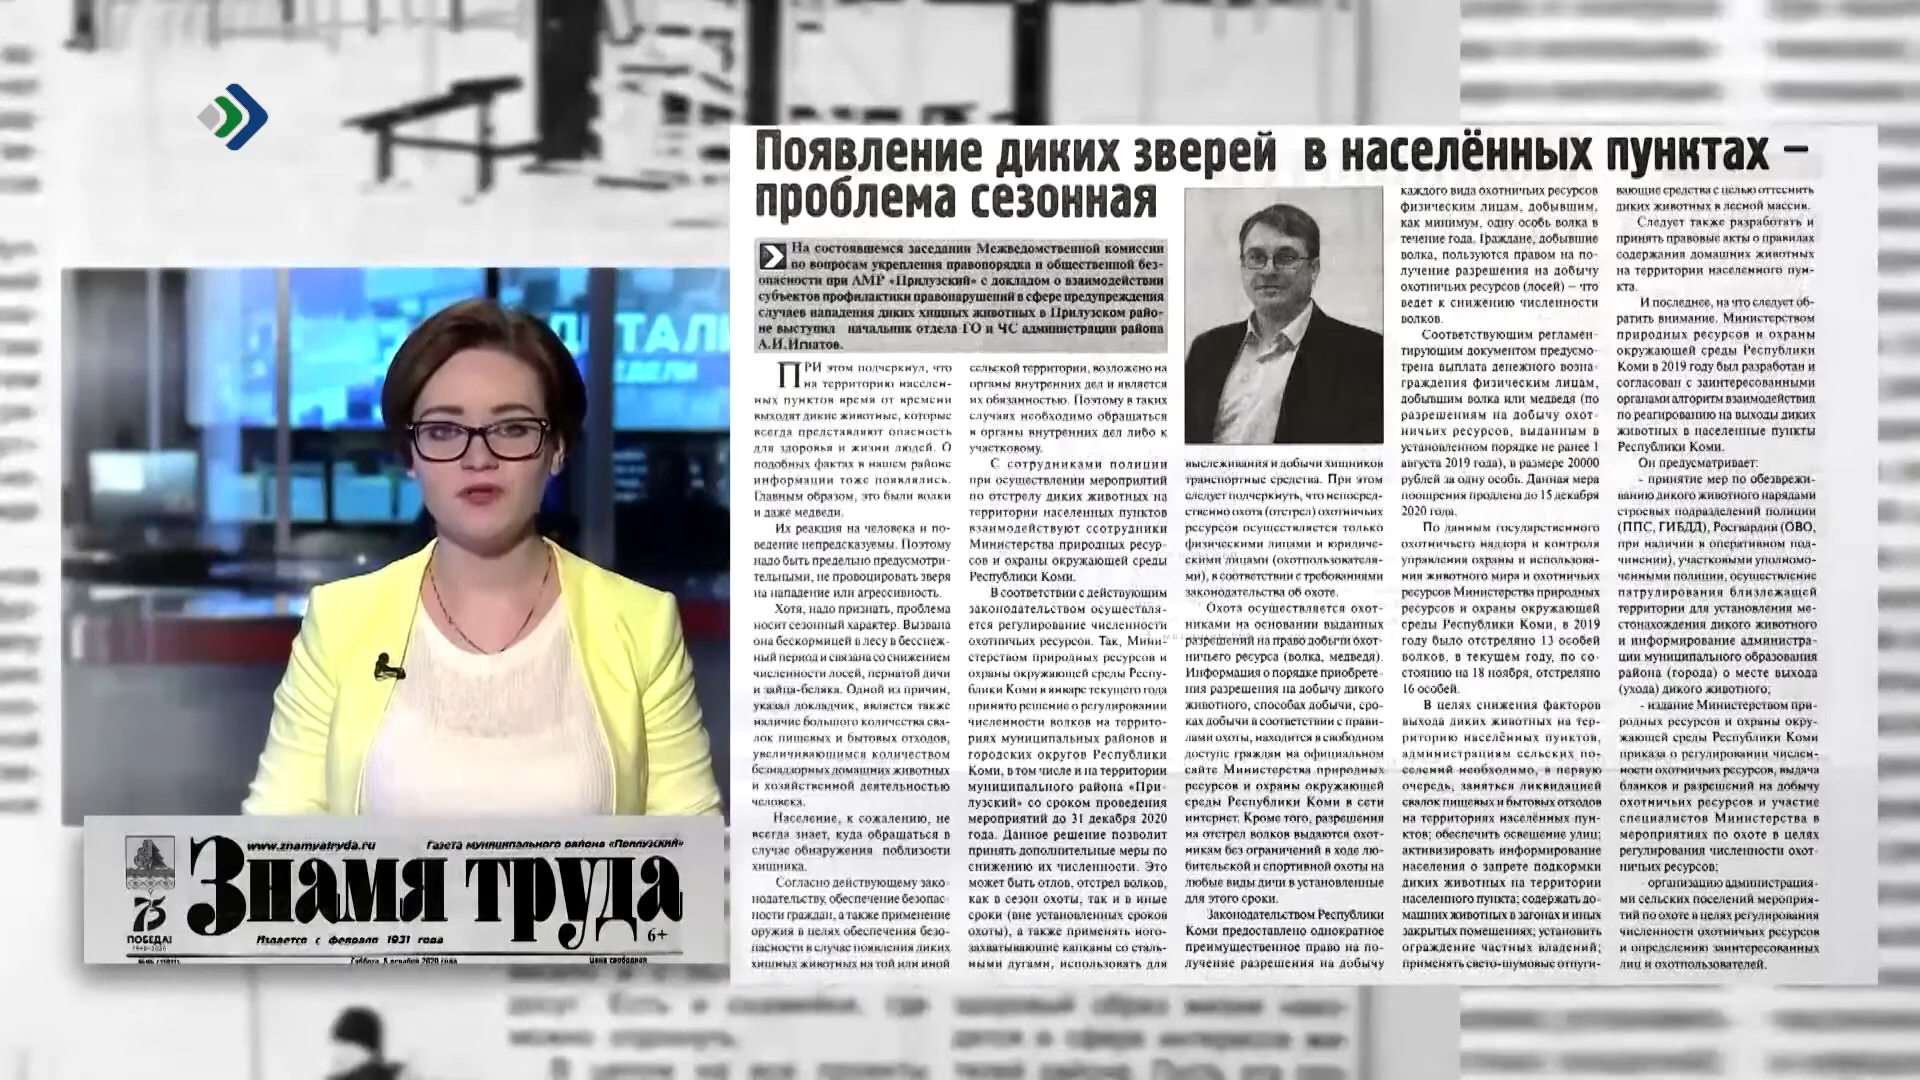 Появление диких зверей в населённых пунктах –
проблема сезонная
На состоявшемся заседании Межведомственной комиссии
по вопросам укрепления правопорядка и общественной без-
опасности при АМР «Прилузский» с докладом о взаимодействии
субъектов профилактики правонарушений в сфере предупреждения
случаев нападения диких хищных животных в Прилузском райо-
не выступил начальник отдела ГО и ЧС администрации района
А.И.Игнатов.
ПРИ этом подчеркнул, что
на территорию населен-
ных пунктов время от времени
выходят дикие животные, которые
всегда представляют опасность
для здоровья и жизни людей. О
подобных фактах в нашем районе
информации тоже появлялись.
Главным образом, это были волки
и даже медведи.
Их реакция на человека и по-
ведение непредсказуемы. Поэтому
надо быть предельно предусмотри-
тельными, не провоцировать зверя
на нападение или агрессивность.
Хотя, надо признать, проблема
носит сезонный характер. Вызвана
она бескормицей в лесу в бесснеж-
ный период и связана со снижением
численности лосей, пернатой дичи
и зайца-беляка. Одной из причин,
указал докладчик, является также
наличие большого количества сва-
лок пищевых и бытовых отходов,
увеличивающимся количеством
безнадзорных домашних животных
и хозяйственной деятельностью
человека.
Население, к сожалению, не
всегда знает, куда обращаться в
случае обнаружения поблизости
хищника.
Согласно действующему зако-
нодательству, обеспечение безопас-
ности граждан, а также применение
оружия в целях обеспечения безо-
пасности в случае появления диких
хищных животных на той или иной
сельской территории, возложено на
органы внутренних дел и является
их обязанностью. Поэтому в таких
случаях необходимо обращаться
в органы внутренних дел либо к
участковому.
С сотрудниками полиции
при осуществлении мероприятий
по отстрелу диких животных на
территории населенных пунктов
взаимодействуют ссотрудники
Министерства природных ресур-
сов и охраны окружающей среды
Республики Коми.
В соответствии с действующим
законодательством осуществля-
ется регулирование численности
охотничьих ресурсов. Так, Мини-
стерством природных ресурсов и
охраны окружающей среды Респу-
блики Коми в январе текущего года
принято решение о регулировании
численности волков на террито-
риях муниципальных районов и
городских округов Республики
Коми, в том числе и на территории
муниципального района «При-
лузский» со сроком проведения
мероприятий до 31 декабря 2020
года. Данное решение позволит
принять дополнительные меры по
снижению их численности. Это
может быть отлов, отстрел волков,
как в сезон охоты, так и в иные
сроки (вне установленных сроков
охоты), а также применять ного-
захватывающие капканы со сталь-
ными дугами, использовать для
выслеживания и добычи хищников
транспортные средства. При этом
следует подчеркнуть, что непосред-
ственно охота (отстрел) охотничьих
ресурсов осуществляется только
физическими лицами и юридиче-
скими лицами (охотпользователя-
ми), в соответствии с требованиями
законодательства об охоте.
Охота осуществляется охот-
никами на основании выданных
разрешений на право добычи охот-
ничьего ресурса (волка, медведя).
Информация о порядке приобрете-
ния разрешения на добычу дикого
животного, способах добычи, сро-
ках добычи в соответствии с прави-
лами охоты, находится в свободном
доступе граждан на официальном
сайте Министерства природных
ресурсов и охраны окружающей
среды Республики Коми в сети
интернет. Кроме того, разрешения
на отстрел волков выдаются охот-
никам без ограничений в ходе лю-
бительской и спортивной охоты на
любые виды дичи в установленные
для этого сроки.
Законодательством Республики
Коми предоставлено однократное
преимущественное право на по-
лучение разрешения на добычу
каждого вида охотничьих ресурсов
физическим лицам, добывшим,
как минимум, одну особь волка в
течение года. Граждане, добывшие
волка, пользуются правом на по-
лучение разрешения на добычу
охотничьих ресурсов (лосей) – что
ведет к снижению численности
волков.
Соответствующим регламен-
тирующим документом предусмо-
трена выплата денежного возна-
граждения физическим лицам,
добывшим волка или медведя (по
разрешениям на добычу охот-
ничьих ресурсов, выданным в
установленном порядке не ранее 1
августа 2019 года), в размере 20000
рублей за одну особь. Данная мера
поощрения продлена до 15 декабря
2020 года.
По данным государственного
охотничьего надзора и контроля
управления охраны и использова-
ния животного мира и охотничьих
ресурсов Министерства природных
ресурсов и охраны окружающей
среды Республики Коми, в 2019
году было отстреляно 13 особей
волков, в текущем году, по со-
стоянию на 18 ноября, отстреляно
16 особей.
В целях снижения факторов
выхода диких животных на тер-
риторию населённых пунктов,
администрациям сельских по-
селений необходимо, в первую
очередь, заняться ликвидацией
свалок пищевых и бытовых отходов
на территориях населённых пун-
ктов; обеспечить освещение улиц;
активизировать информирование
населения о запрете подкормки
диких животных на территории
населенного пункта; содержать до-
машних животных в загонах и иных
закрытых помещениях; установить
ограждение частных владений;
применять свето-шумовые отпуги-
вающие средства с целью оттеснить
диких животных в лесной массив.
Следует также разработать и
принять правовые акты о правилах
содержания домашних животных
на территории населенного пун-
кта.
И последнее, на что следует об-
ратить внимание. Министерством
природных ресурсов и охраны
окружающей среды Республики
Коми в 2019 году был разработан и
согласован с заинтересованными
органами алгоритм взаимодействия
по реагированию на выходы диких
животных в населенные пункты
Республики Коми.
Он предусматривает:
- принятие мер по обезврежи-
ванию дикого животного нарядами
строевых подразделений полиции
(ППС, ГИБДД), Росгвардии (ОВО,
при наличии в оперативном под-
чинении), участковыми уполномо-
ченными полиции, осуществление
патрулирования близлежащей
территории для установления ме-
стонахождения дикого животного
и информирование администра-
ции муниципального образования
района (города) о месте выхода
(ухода) дикого животного;
- издание Министерством при-
родных ресурсов и охраны окру-
жающей среды Республики Коми
приказа о регулировании числен-
ности охотничьих ресурсов, выдача
бланков и разрешений на добычу
охотничьих ресурсов и участие
специалистов Министерства в
мероприятиях по охоте в целях
регулирования численности охот-
ничьих ресурсов;
- организацию администрация-
ми сельских поселений мероприя-
тий по охоте в целях регулирования
численности охотничьих ресурсов
и определению заинтересованных
лиц и охотпользователей.
ДЕТАЛИ
НЕДЕЛИ
www.znamyatryda.ru
Газета муниципального района «Прилузский»
Знамя труда
75
ПОБЕДА!
1945-2020
Издается с февраля 1931 года
6+
Суббота, 5 декабря 2020 года
Цена свободная